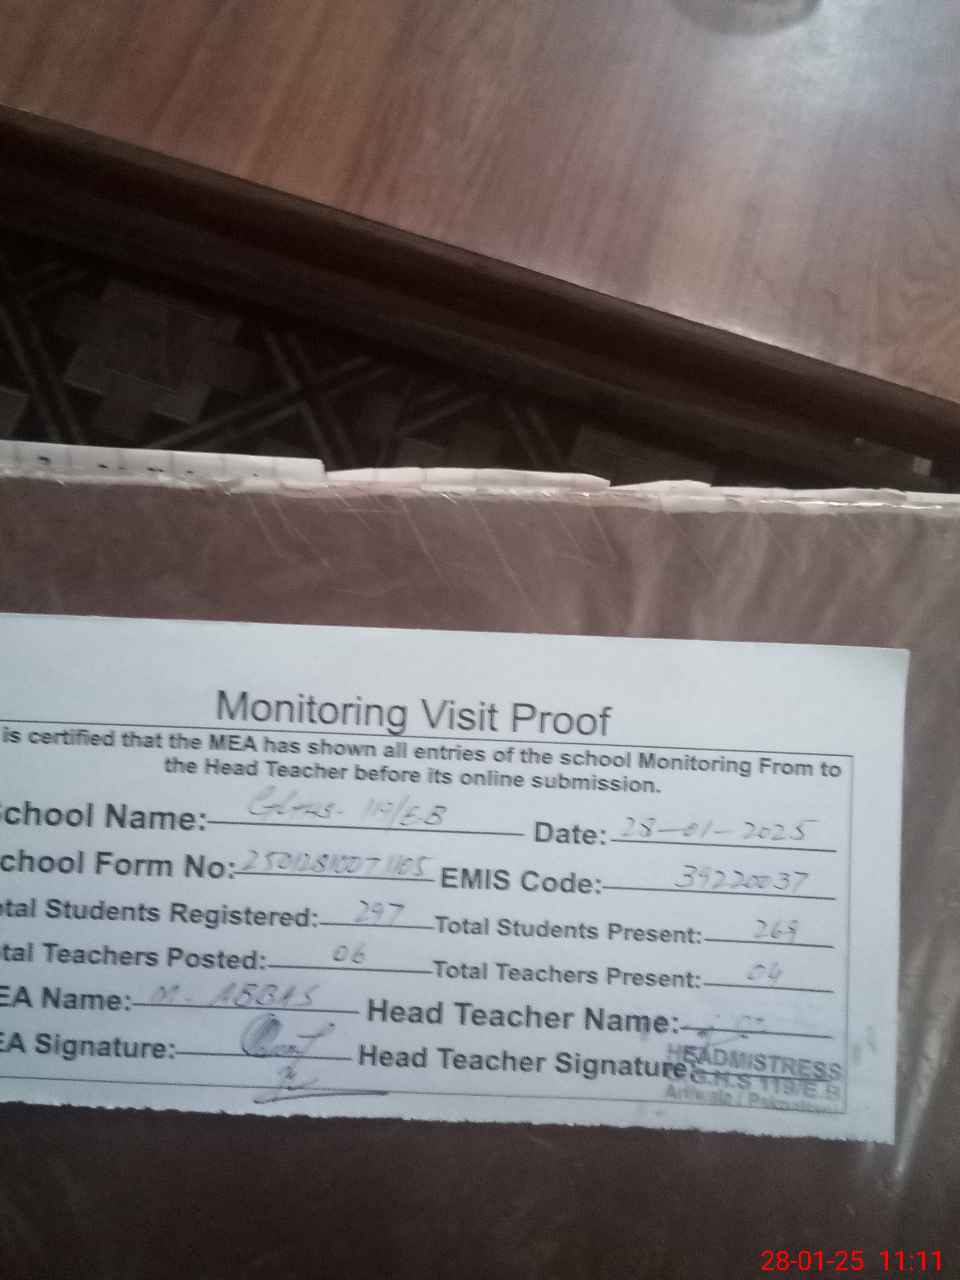 Monitoring Visit Proof
is certified that the MEA has shown all entries of the school Monitoring From to
the Head Teacher before its online submission.
chool Name: 119/EB Date: 28-01-2025
chool Form No: EMIS Code: 39220037
tal Students Registered: 297 Total Students Present: 269
tal Teachers Posted: 06 Total Teachers Present: 04
EA Name: M. ABBAS Head Teacher Name:
EA Signature: Head Teacher Signature
HEADMISTRESS
G.H.S 119/E.B
28-01-25 11:11